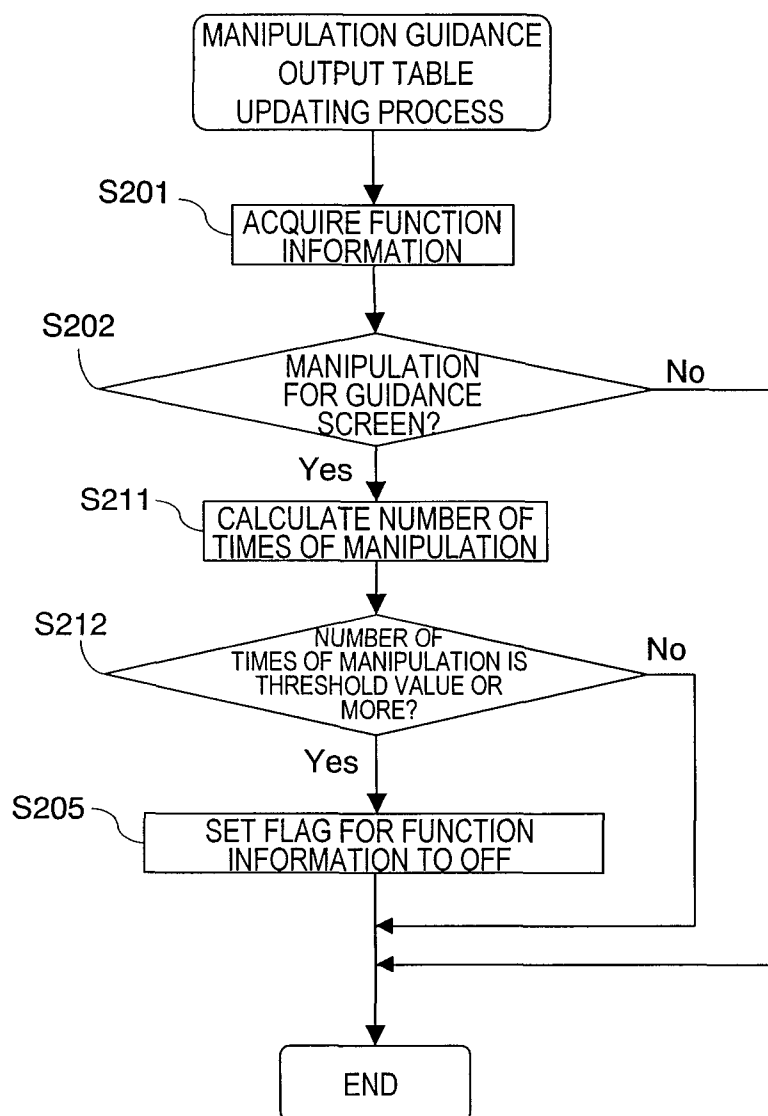 MANIPULATION GUIDANCE
OUTPUT TABLE
UPDATING PROCESS
S201
ACQUIRE FUNCTION
INFORMATION
S202
MANIPULATION
FOR GUIDANCE
SCREEN?
No
Yes
S211
CALCULATE NUMBER OF
TIMES OF MANIPULATION
S212
NUMBER OF
TIMES OF MANIPULATION IS
THRESHOLD VALUE OR
MORE?
No
Yes
S205
SET FLAG FOR FUNCTION
INFORMATION TO OFF
END